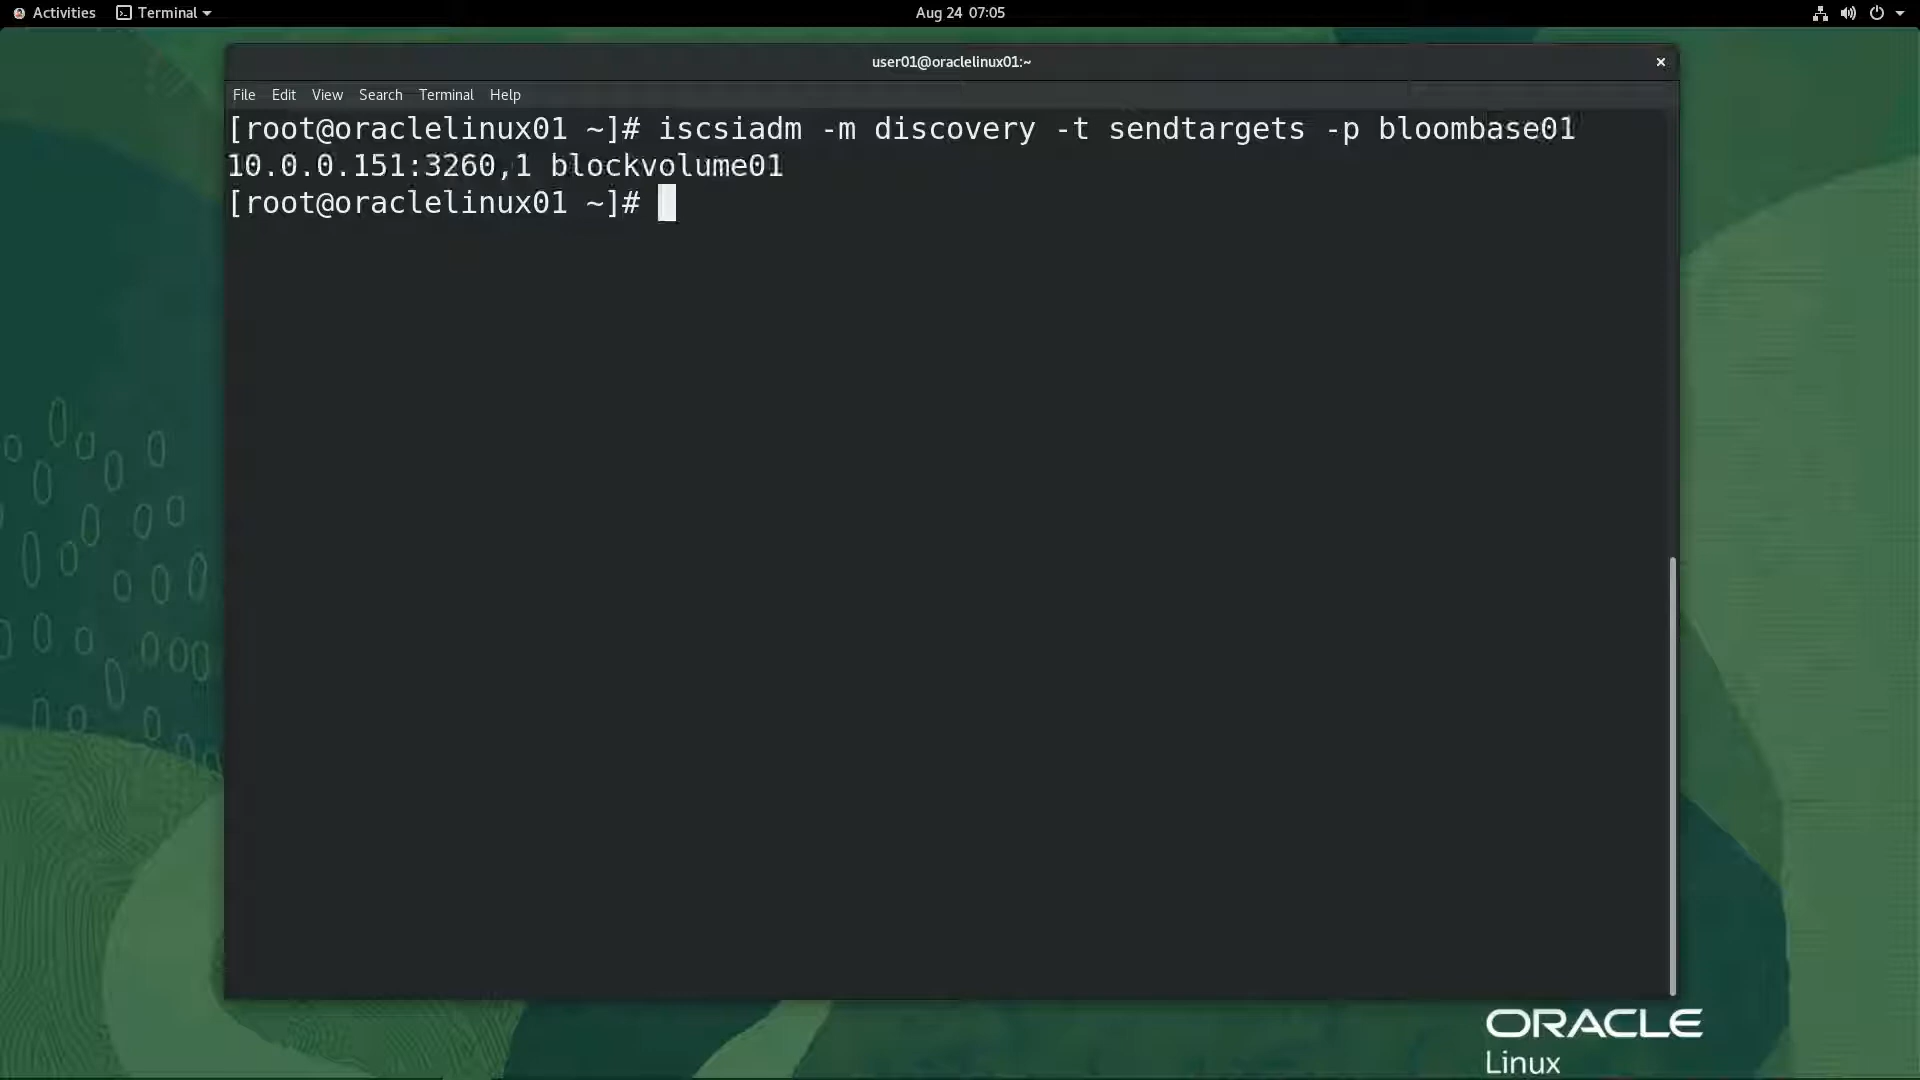 Activities Terminal Aug 24 07:05
user01@oraclelinux01:~
File Edit View Search Terminal Help
[root@oraclelinux01 ~]# iscsiadm -m discovery -t sendtargets -p bloombase01
10.0.0.151:3260,1 blockvolume01
[root@oraclelinux01 ~]#
ORACLE
Linux